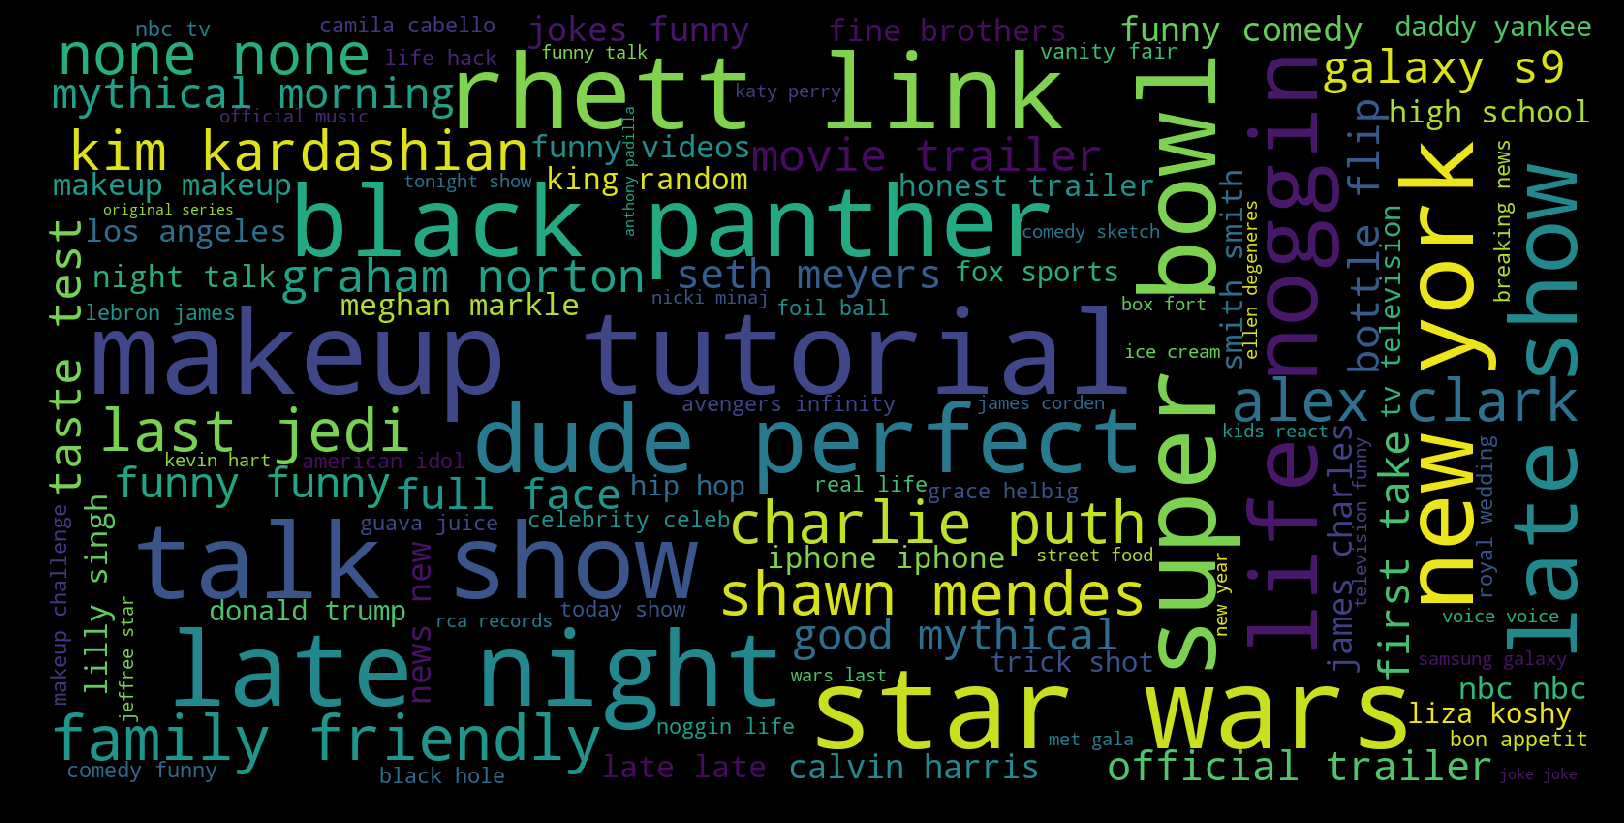 nbc tv
camila cabello
jokes funny
fine brothers
funny comedy
daddy yankee
none none
life hack
funny talk
vanity fair
rhett link
super bowl
life noggin
galaxy s9
mythical morning
katy perry
official music
anthony padilla
bottle flip
high school
kim kardashian
funny videos
movie trailer
new york
breaking news
late show
makeup makeup
tonight show
king random
honest trailer
smith smith
original series
black panther
ellen degeneres
tv television
taste test
los angeles
comedy sketch
night talk
graham norton
seth meyers
fox sports
lebron james
meghan markle
nicki minaj
foil ball
box fort
makeup tutorial
ice cream
alex clark
avengers infinity
james corden
last jedi
dude perfect
kids react
kevin hart
american idol
first take
james charles
television funny
royal wedding
funny funny
full face
hip hop
real life
grace helbig
lilly singh
makeup challenge
guava juice
celebrity celeb
charlie puth
talk show
news new
iphone iphone
street food
new year
shawn mendes
jeffree star
donald trump
rca records
today show
voice voice
late night
good mythical
trick shot
samsung galaxy
wars last
star wars
nbc nbc
family friendly
noggin life
liza koshy
met gala
bon appetit
comedy funny
black hole
late late
calvin harris
official trailer
joke joke